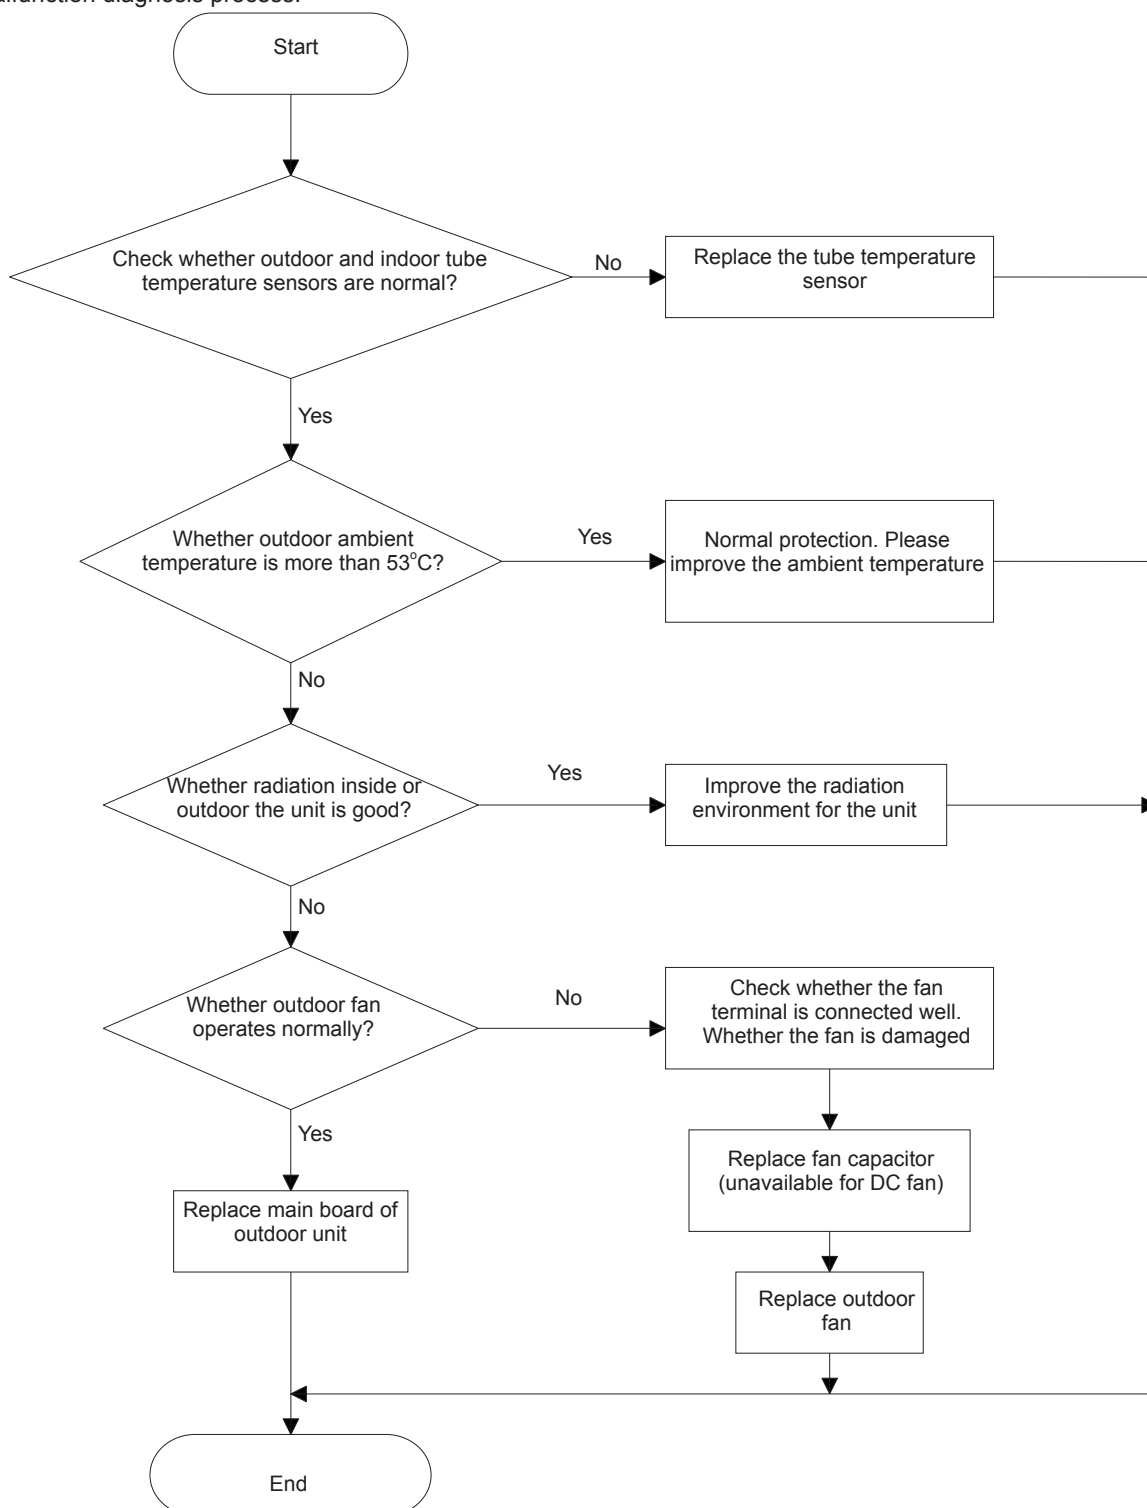 alfunction diagnosis process:
Start
Check whether outdoor and indoor tube
temperature sensors are normal?
No
Replace the tube temperature
sensor
Yes
Whether outdoor ambient
temperature is more than 53°C?
Yes
Normal protection. Please
improve the ambient temperature
No
Whether radiation inside or
outdoor the unit is good?
Yes
Improve the radiation
environment for the unit
No
Whether outdoor fan
operates normally?
No
Check whether the fan
terminal is connected well.
Whether the fan is damaged
Yes
Replace fan capacitor
(unavailable for DC fan)
Replace main board of
outdoor unit
Replace outdoor
fan
End